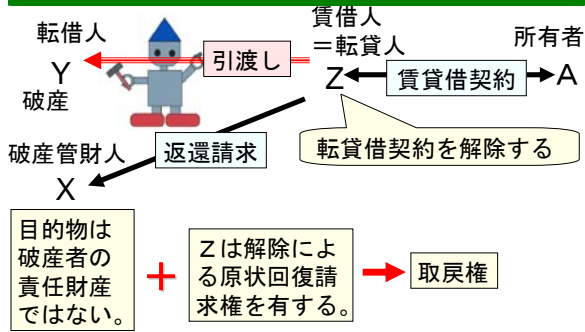 転借人
Y
破産
引渡し
賃借人
＝転貸人
Z
賃貸借契約
所有者
A
転貸借契約を解除する
返還請求
破産管財人
X
目的物は
破産者の
責任財産
ではない。
＋
Ｚは解除によ
る原状回復請
求権を有する。
取戻権